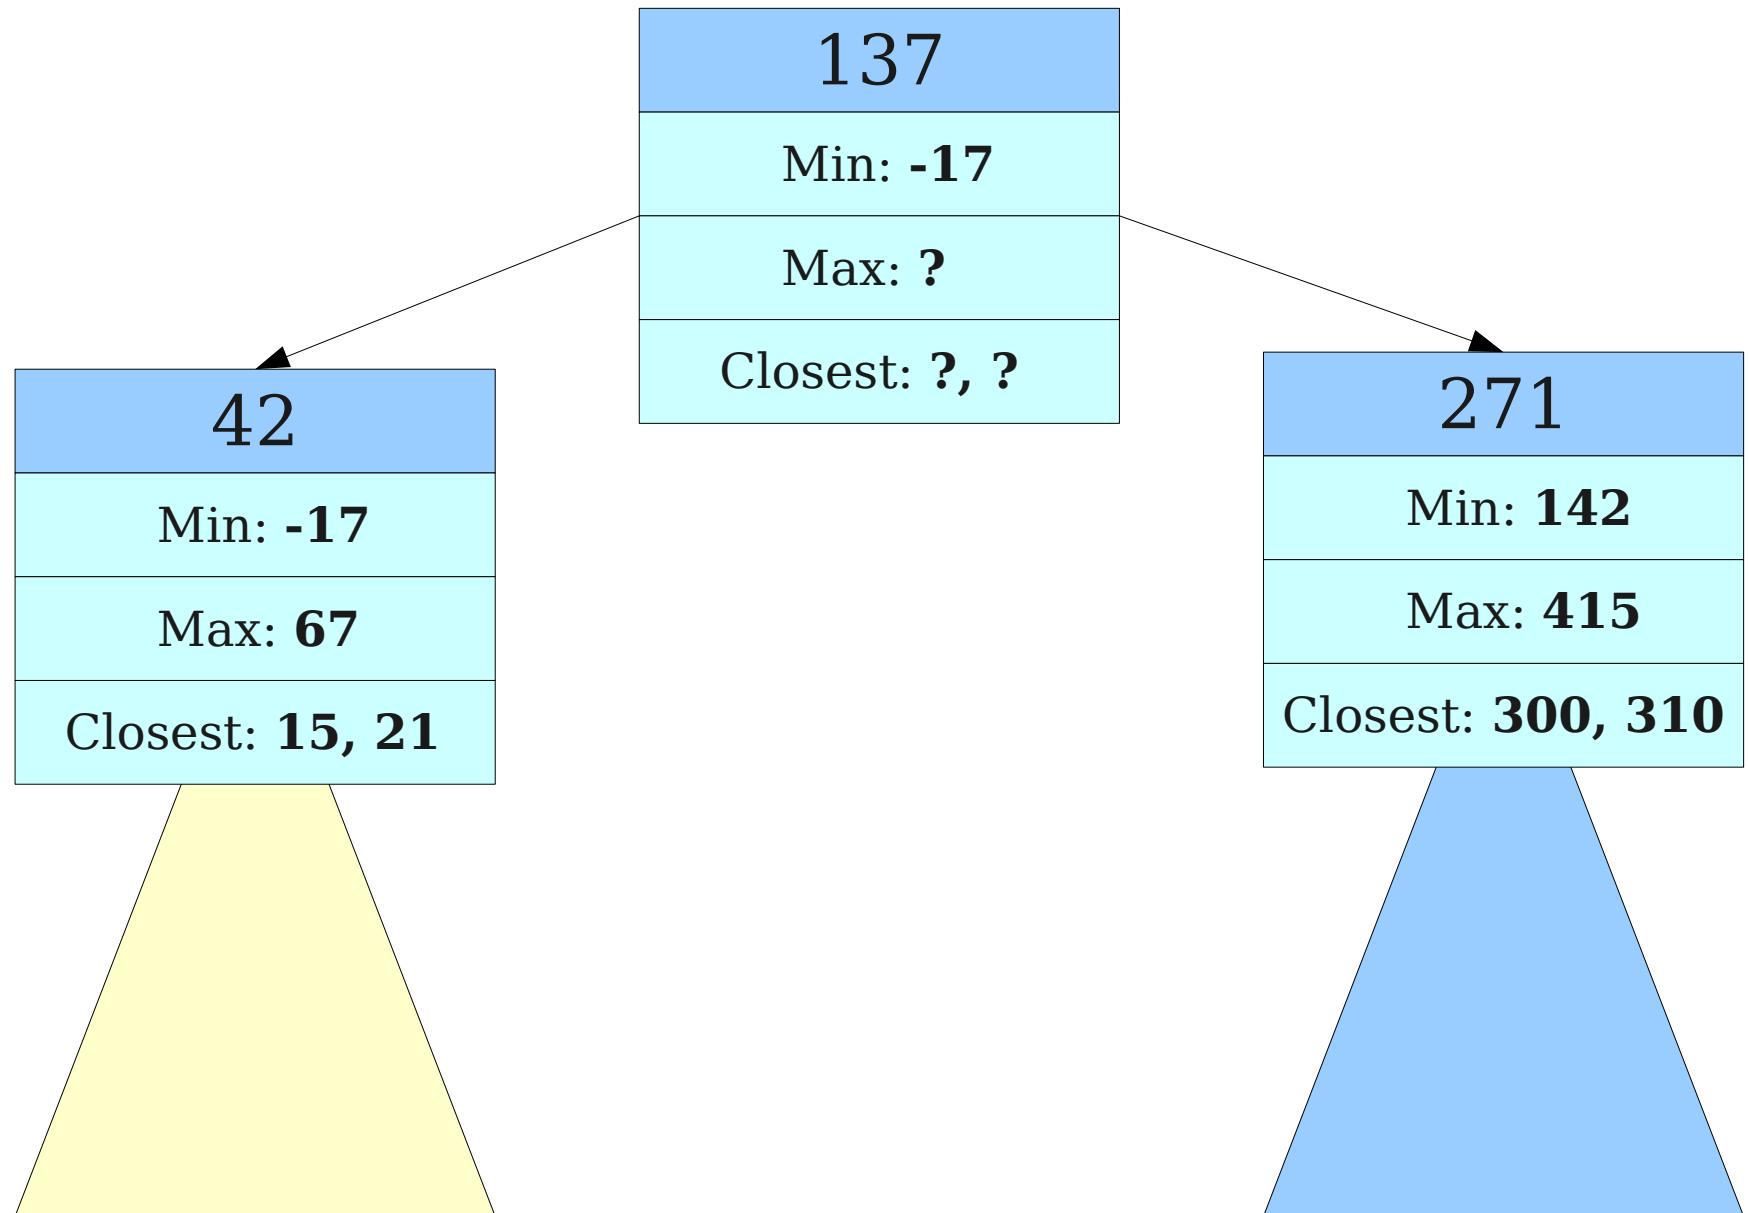 137
Min: -17
Max: ?
Closest: ?, ?
42
Min: -17
Max: 67
Closest: 15, 21
271
Min: 142
Max: 415
Closest: 300, 310